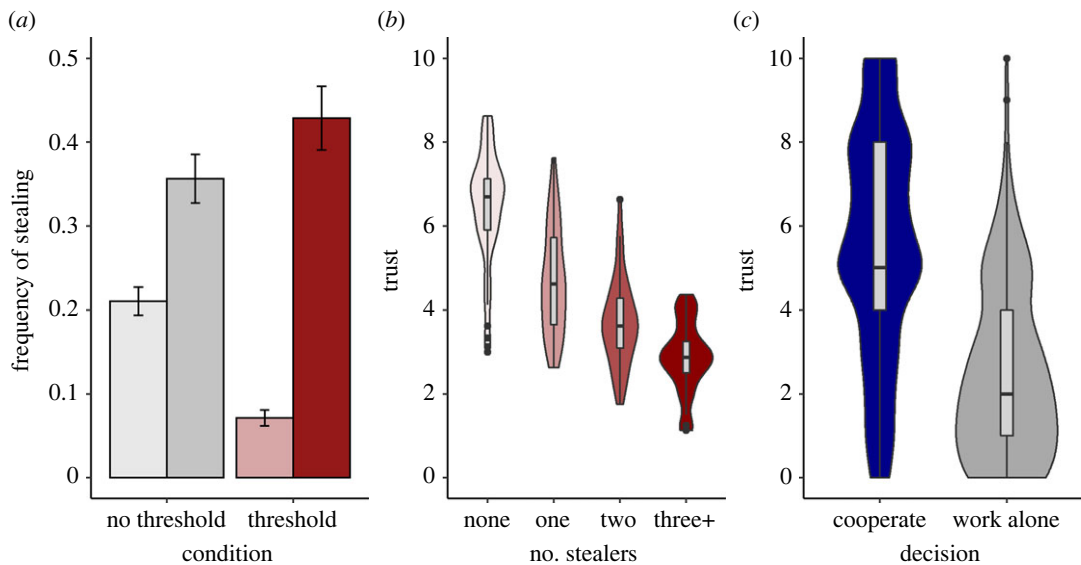 (a)
frequency of stealing
0.5
0.4
0.3
0.2
0.1
0
no threshold threshold
condition
(b)
trust
10
8
6
4
2
0
none one two three+
no. stealers
(c)
trust
10
8
6
4
2
0
cooperate work alone
decision